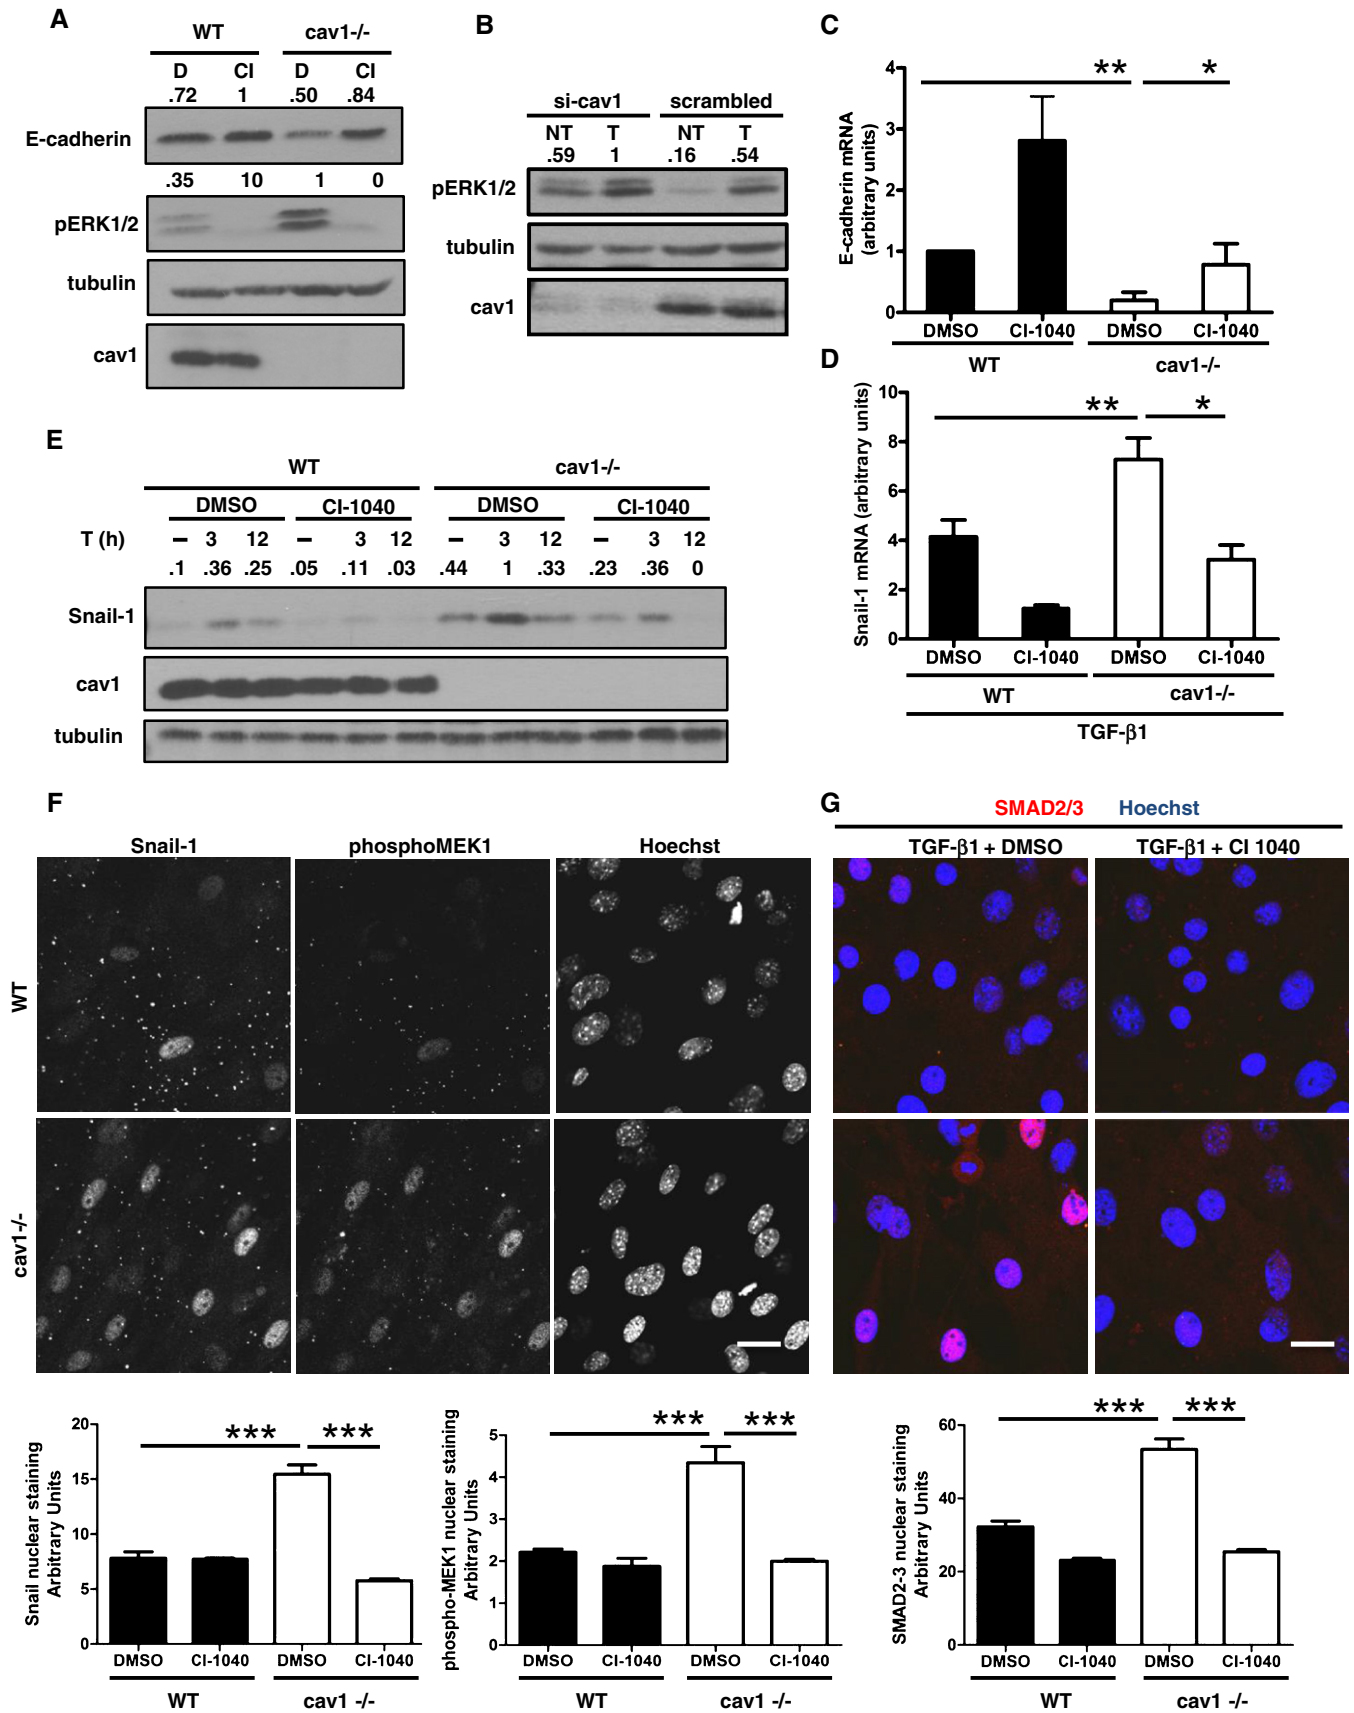 A
WT cav1-/-
D CI D CI
.72 1 .50 .84
E-cadherin
.35 10 1 0
pERK1/2
tubulin
cav1
B
si-cav1 scrambled
NT T NT T
.59 1 .16 .54
pERK1/2
tubulin
cav1
C
E-cadherin mRNA
(arbitrary units)
4
3
2
1
0
** *
DMSO CI-1040 DMSO CI-1040
WT cav1-/-
D
Snail-1 mRNA (arbitrary units)
10
8
6
4
2
0
** *
DMSO CI-1040 DMSO CI-1040
WT cav1-/-
TGF-β1
E
WT cav1-/-
DMSO CI-1040 DMSO CI-1040
T (h) – 3 12 – 3 12 – 3 12 – 3 12
.1 .36 .25 .05 .11 .03 .44 1 .33 .23 .36 0
Snail-1
cav1
tubulin
F
Snail-1 phosphoMEK1 Hoechst
WT
cav1-/-
Snail nuclear staining
Arbitrary Units
20
15
10
5
0
*** ***
DMSO CI-1040 DMSO CI-1040
WT cav1 -/-
phospho-MEK1 nuclear staining
Arbitrary Units
5
4
3
2
1
0
*** ***
DMSO CI-1040 DMSO CI-1040
WT cav1 -/-
G
SMAD2/3 Hoechst
TGF-β1 + DMSO TGF-β1 + CI 1040
SMAD2-3 nuclear staining
Arbitrary Units
60
40
20
0
*** ***
DMSO CI-1040 DMSO CI-1040
WT cav1 -/-